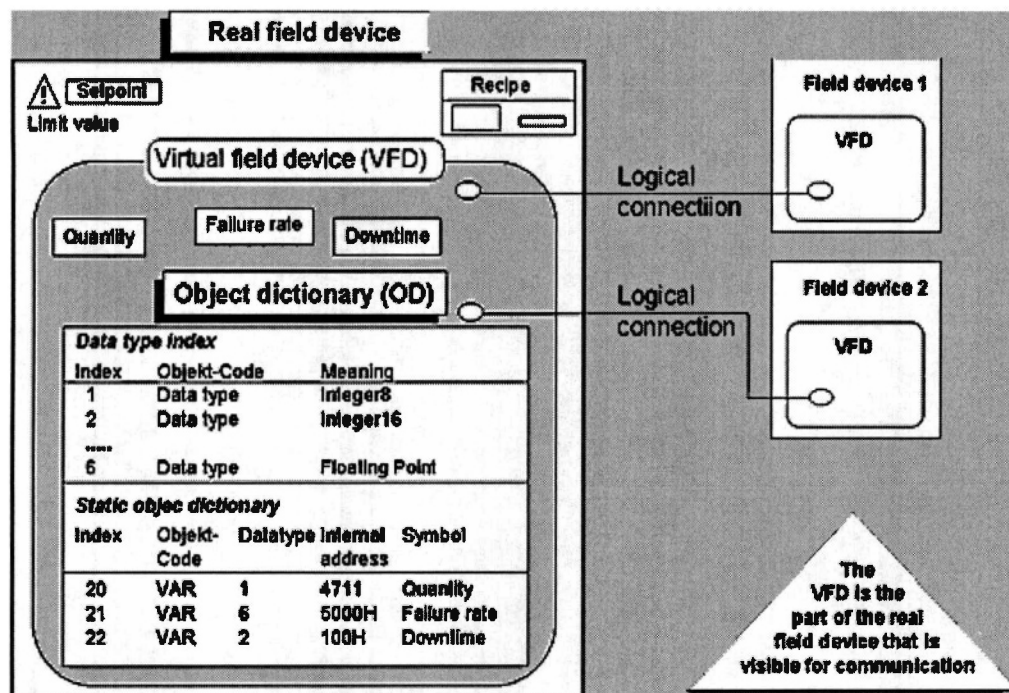 Real field device
Setpoint
Limit value
Recipe
Virtual field device (VFD)
Quantity
Failure rate
Downtime
Object dictionary (OD)
Data type index
Index Objekt-Code Meaning
1 Data type Integer8
2 Data type Integer16
.....
6 Data type Floating Point
Static objec dictionary
Index Objekt- Datatype Internal Symbol
Code address
20 VAR 1 4711 Quantity
21 VAR 6 5000H Failure rate
22 VAR 2 100H Downtime
Logical
connectiion
Field device 1
VFD
Logical
connection
Field device 2
VFD
The
VFD is the
part of the real
field device that is
visible for communication